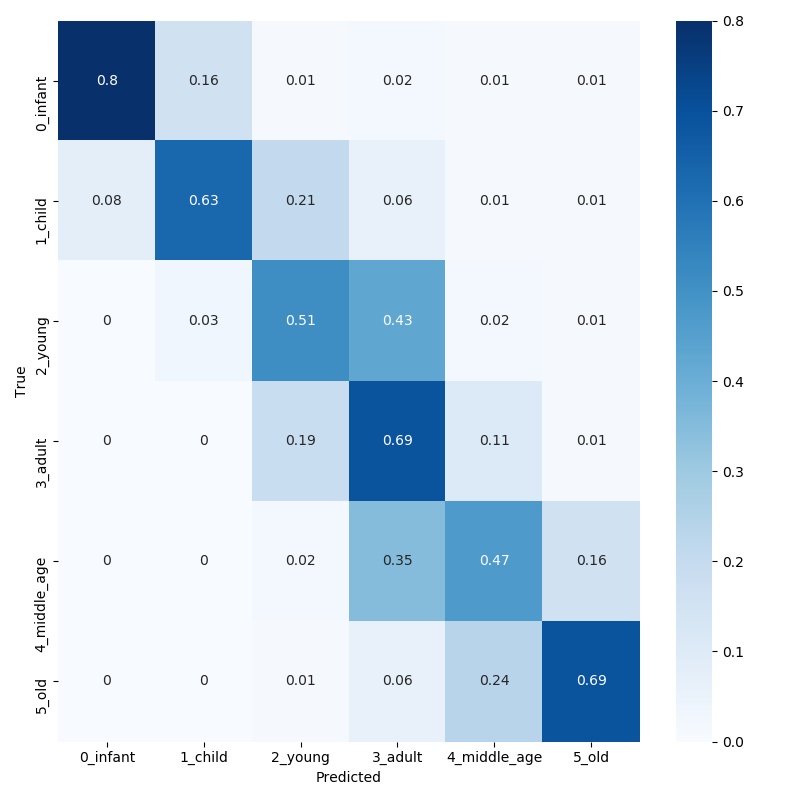 0_infant 0.8 0.16 0.01 0.02 0.01 0.01
1_child 0.08 0.63 0.21 0.06 0.01 0.01
2_young 0 0.03 0.51 0.43 0.02 0.01
3_adult 0 0 0.19 0.69 0.11 0.01
4_middle_age 0 0 0.02 0.35 0.47 0.16
5_old 0 0 0.01 0.06 0.24 0.69
True
0_infant 1_child 2_young 3_adult 4_middle_age 5_old
Predicted
0.8
0.7
0.6
0.5
0.4
0.3
0.2
0.1
0.0